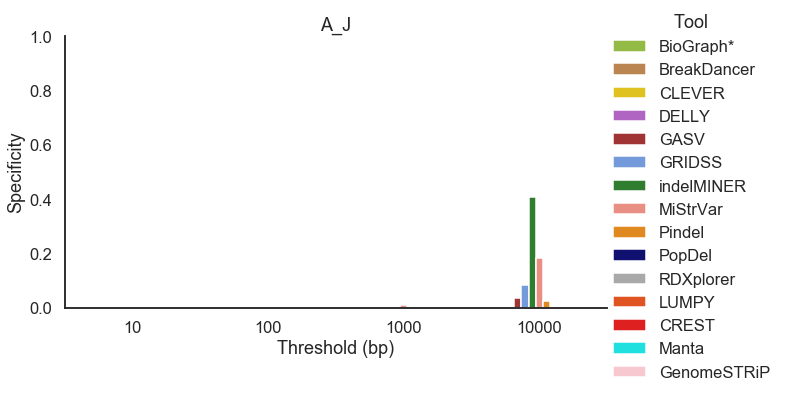 A_J
Specificity
1.0
0.8
0.6
0.4
0.2
0.0
10 100 1000 10000
Threshold (bp)
Tool
BioGraph*
BreakDancer
CLEVER
DELLY
GASV
GRIDSS
indelMINER
MiStrVar
Pindel
PopDel
RDXplorer
LUMPY
CREST
Manta
GenomeSTRiP